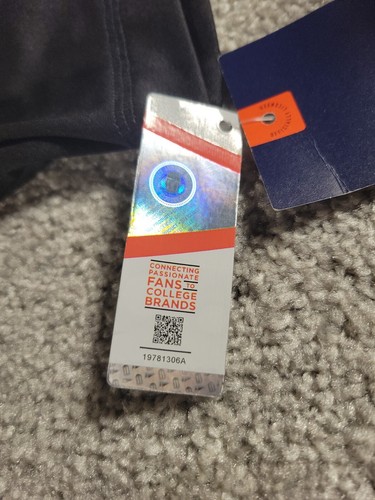 CONNECTING
PASSIONATE
FANS TO
COLLEGE
BRANDS
19781306A